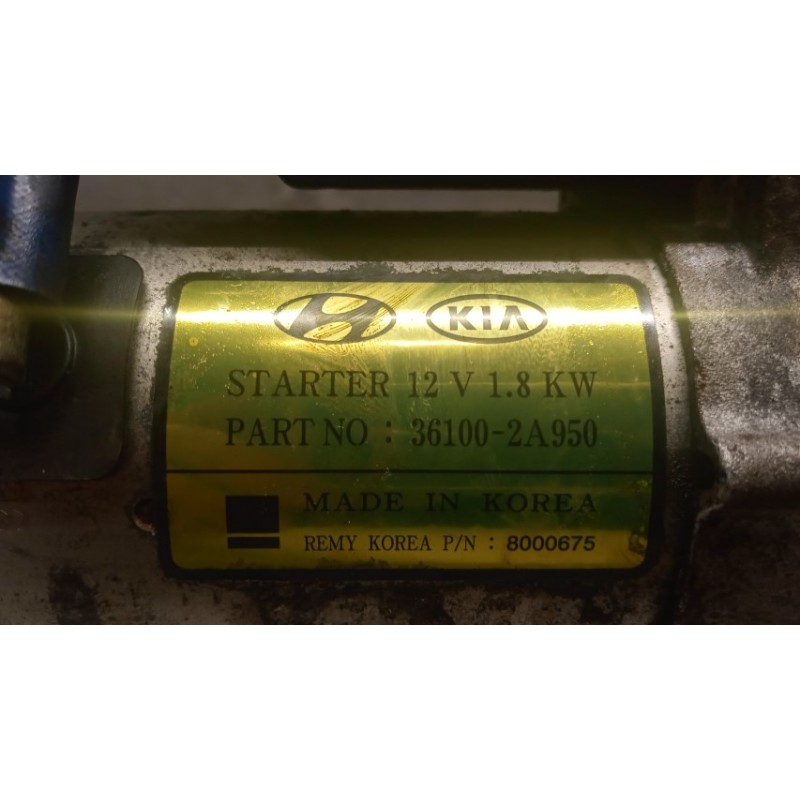 KIA
STARTER 12 V 1.8 KW
PART NO : 36100-2A950
MADE IN KOREA
REMY KOREA P/N : 8000675